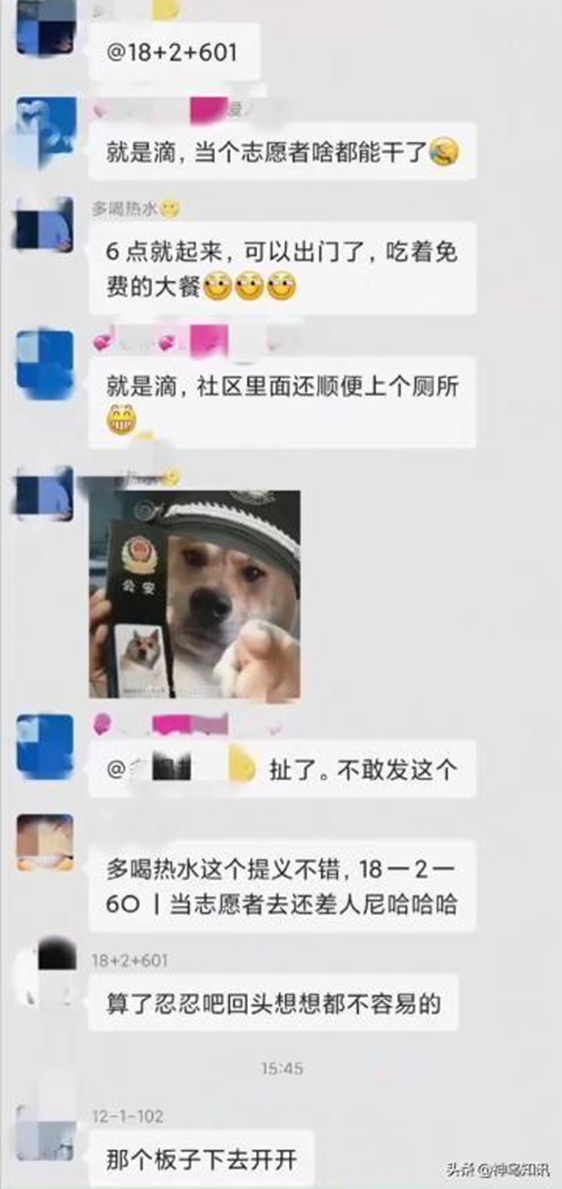 @18+2+601
爱
就是滴，当个志愿者啥都能干了
多喝热水
6点就起来，可以出门了，吃着免
费的大餐
就是滴，社区里面还顺便上个厕所
公安
@
扯了。不敢发这个
多喝热水这个提义不错，18一2一
6O丨当志愿者去还差人尼哈哈哈
18+2+601
算了忍忍吧回头想想都不容易的
15:45
12-1-102
那个板子下去开开
头条@神鸟知讯